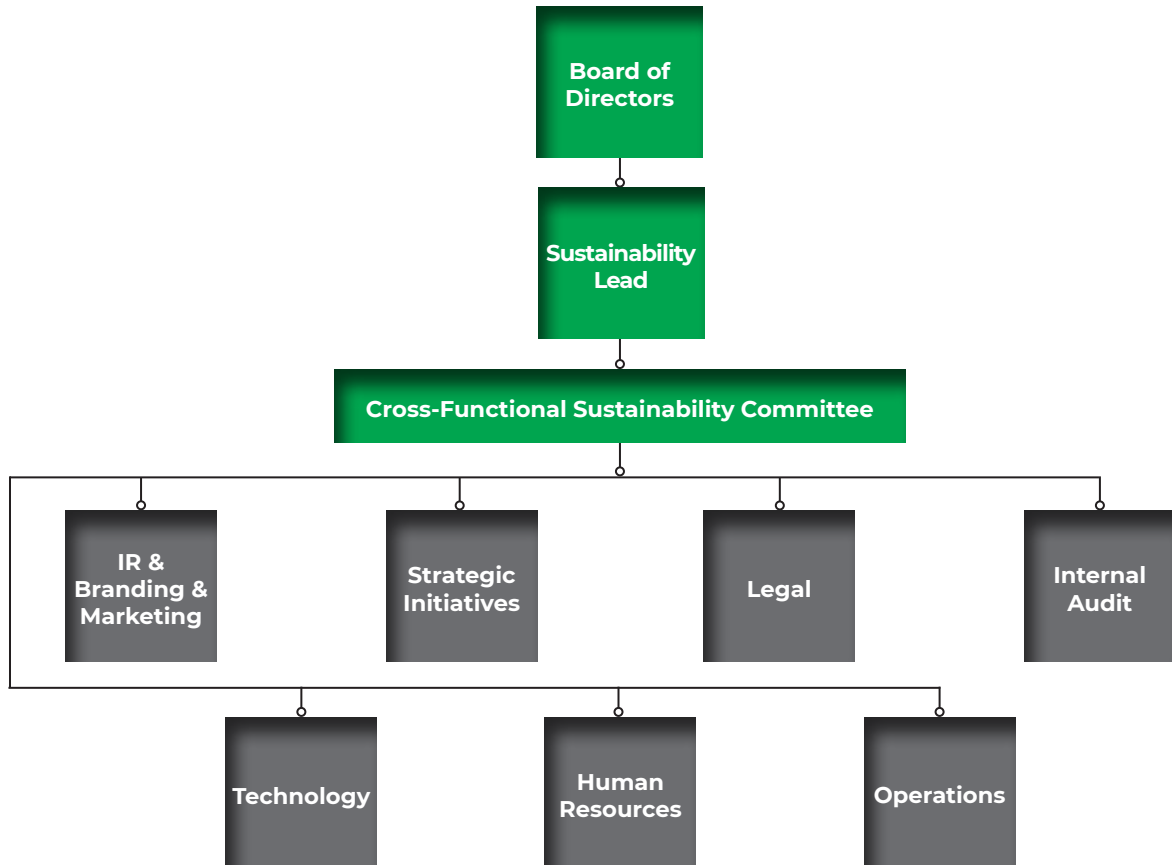 Board of
Directors
Sustainability
Lead
Cross-Functional Sustainability Committee
IR &
Branding &
Marketing
Strategic
Initiatives
Legal
Internal
Audit
Technology
Human
Resources
Operations